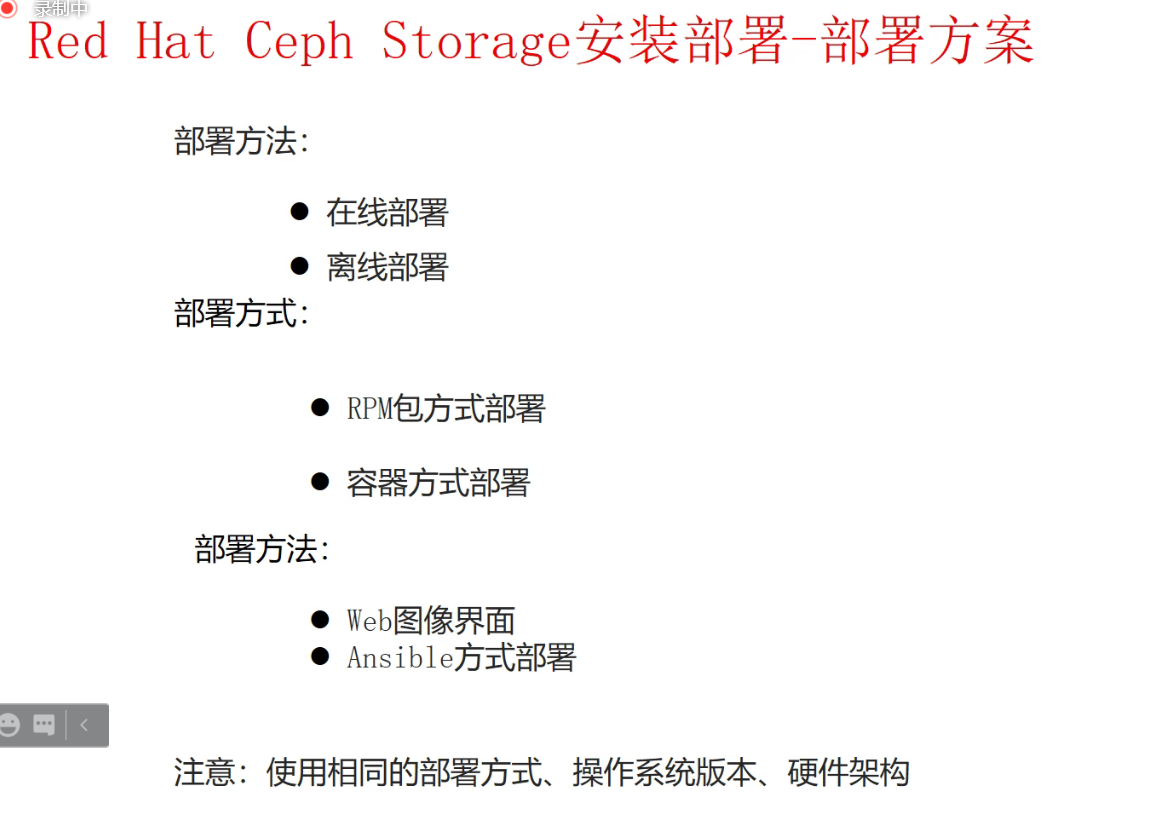 录制中
Red Hat Ceph Storage安装部署-部署方案
部署方法：
● 在线部署
● 离线部署
部署方式：
● RPM包方式部署
● 容器方式部署
部署方法：
● Web图像界面
● Ansible方式部署
注意：使用相同的部署方式、操作系统版本、硬件架构